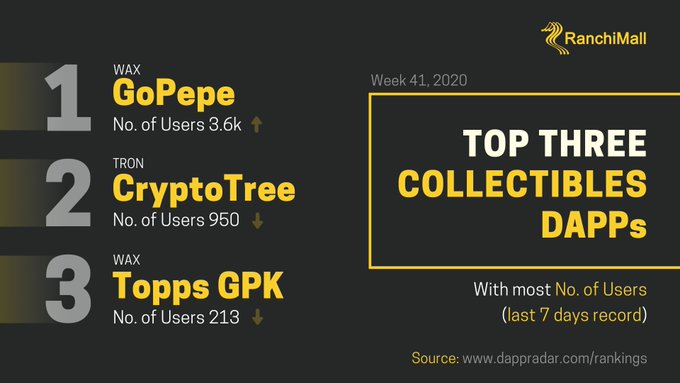 RanchiMall
Week 41, 2020
TOP THREE
COLLECTIBLES
DAPPs
With most No. of Users
(last 7 days record)
1
WAX
GoPepe
No. of Users 3.6k
2
TRON
CryptoTree
No. of Users 950
3
WAX
Topps GPK
No. of Users 213
Source: www.dappradar.com/rankings